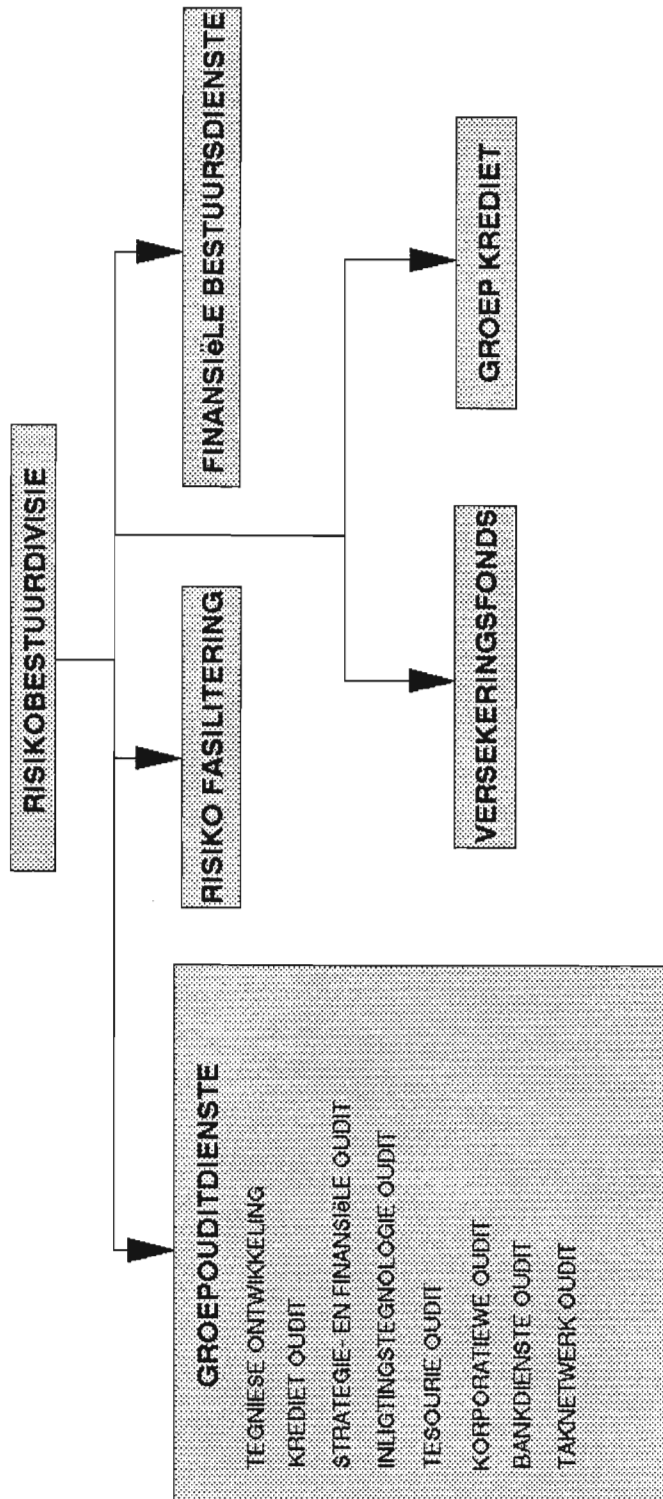 RISIKOBESTUURDIVISIE
RISIKO FASILITERING
FINANSIëLE BESTUURSDIENSTE
GROEPOUDITDIENSTE
TEGNIESE ONTWIKKELING
KREDIET OUDIT
STRATEGIE- EN FINANSIëLE OUDIT
INLIGTINGSTEGNOLOGIE OUDIT
TESOURIE OUDIT
KORPORATIEWE OUDIT
BANKDIENSTE OUDIT
TAKNETWERK OUDIT
VERSEKERINGSFONDS
GROEP KREDIET